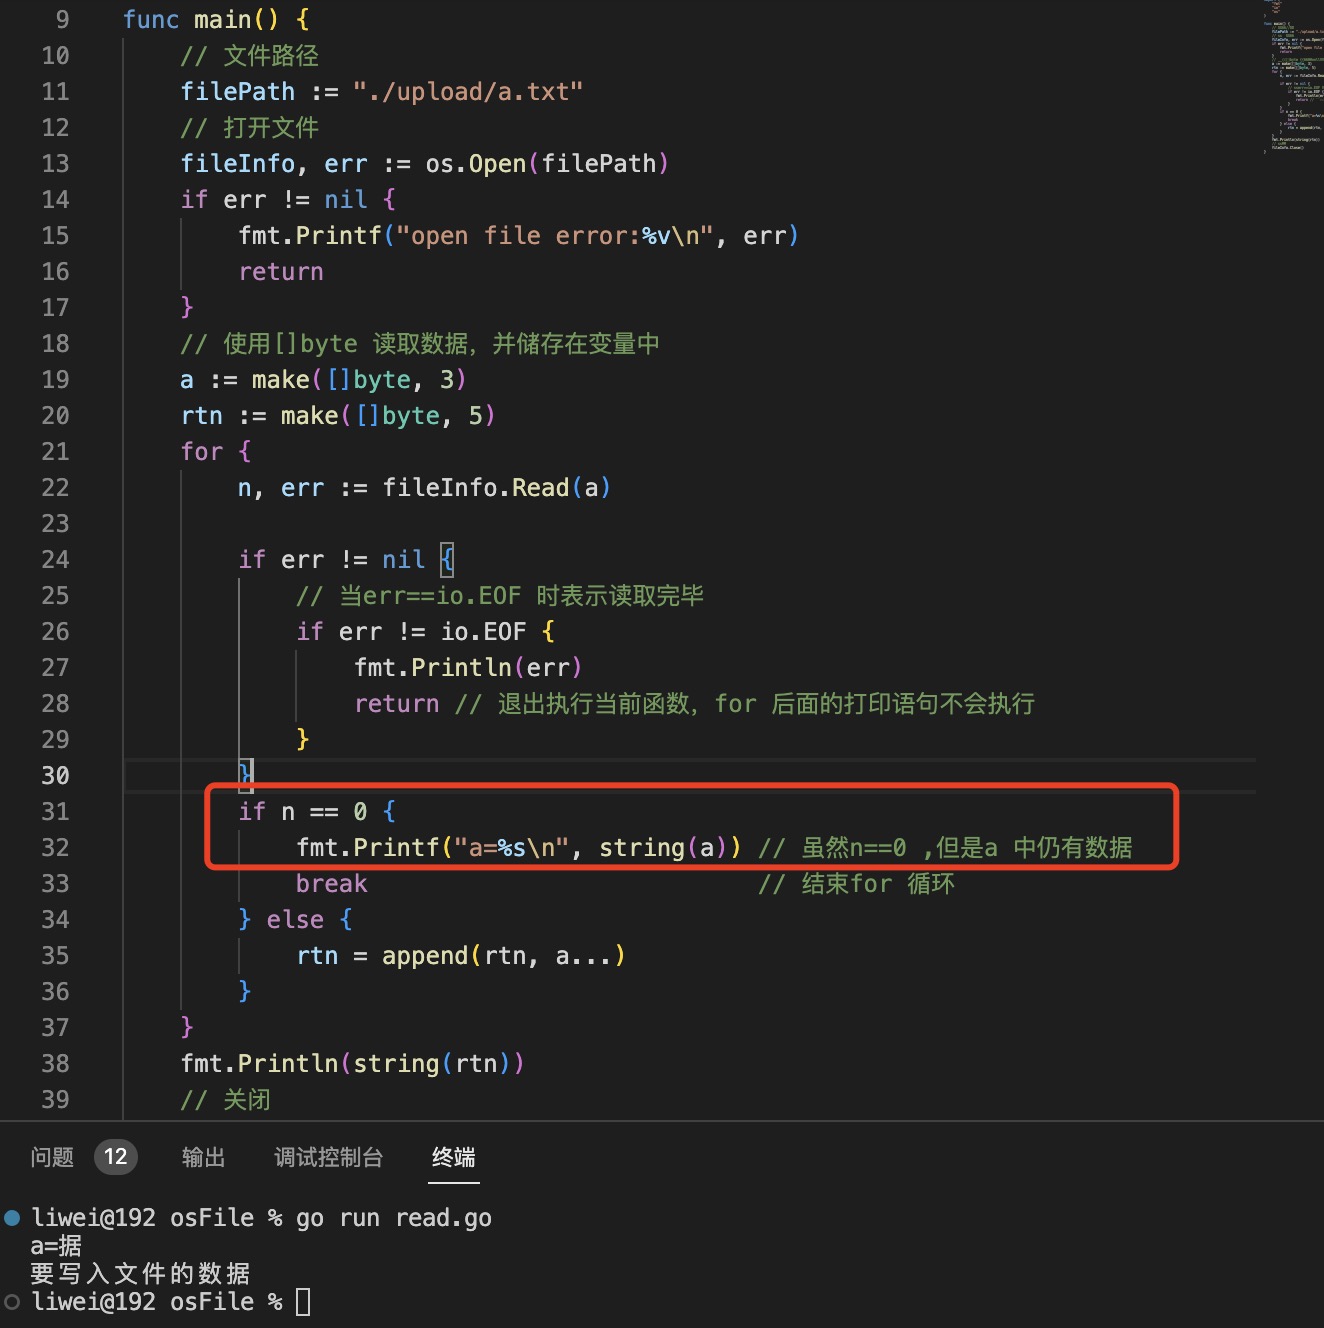 9 func main() {
10 // 文件路径
11 filePath := "./upload/a.txt"
12 // 打开文件
13 fileInfo, err := os.Open(filePath)
14 if err != nil {
15 fmt.Printf("open file error:%v\n", err)
16 return
17 }
18 // 使用[]byte 读取数据，并储存在变量中
19 a := make([]byte, 3)
20 rtn := make([]byte, 5)
21 for {
22 n, err := fileInfo.Read(a)
23
24 if err != nil {
25 // 当err==io.EOF 时表示读取完毕
26 if err != io.EOF {
27 fmt.Println(err)
28 return // 退出执行当前函数，for 后面的打印语句不会执行
29 }
30 }
31 if n == 0 {
32 fmt.Printf("a=%s\n", string(a)) // 虽然n==0 ,但是a 中仍有数据
33 break // 结束for 循环
34 } else {
35 rtn = append(rtn, a...)
36 }
37 }
38 fmt.Println(string(rtn))
39 // 关闭
问题 12 输出 调试控制台 终端
liwei@192 osFile % go run read.go
a=据
要写入文件的数据
liwei@192 osFile %